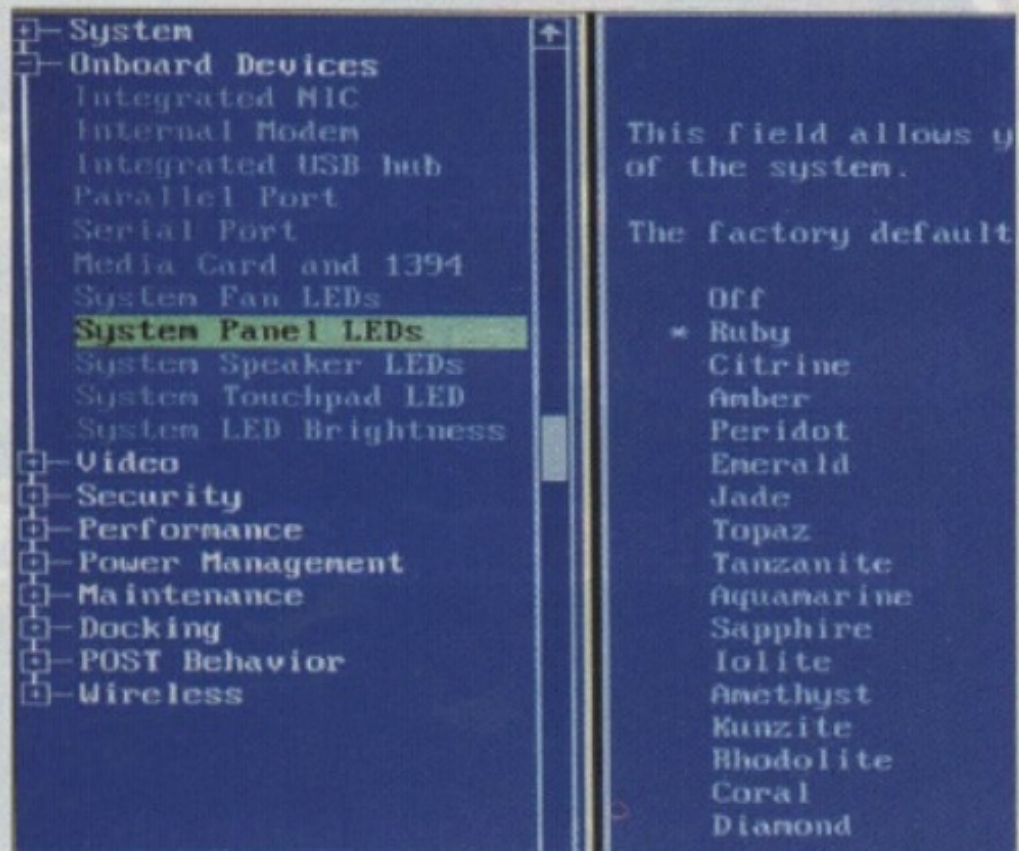 System
Onboard Devices
Integrated NIC
Internal Modem
Integrated USB hub
Parallel Port
Serial Port
Media Card and 1394
System Fan LEDs
System Panel LEDs
System Speaker LEDs
System Touchpad LED
System LED Brightness
Video
Security
Performance
Power Management
Maintenance
Docking
POST Behavior
Wireless
This field allows y
of the system.
The factory default
Off
* Ruby
Citrine
Amber
Peridot
Emerald
Jade
Topaz
Tanzanite
Aquamarine
Sapphire
Iolite
Amethyst
Kunzite
Rhodolite
Coral
Diamond